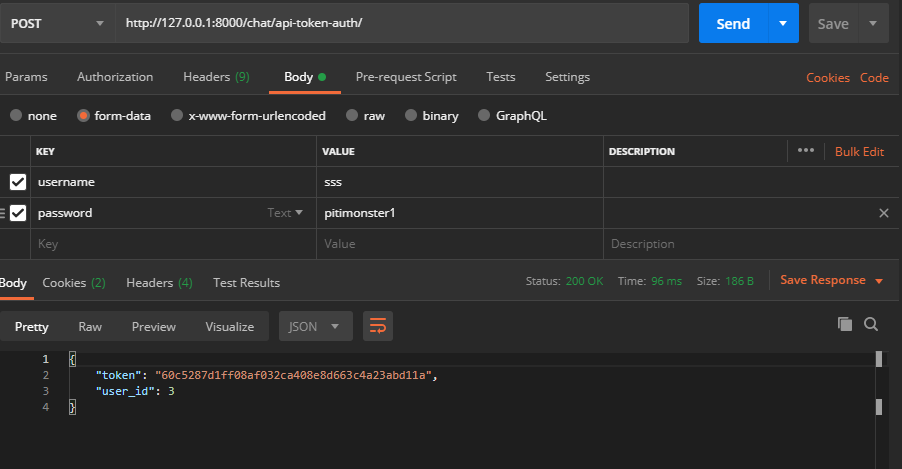 POST http://127.0.0.1:8000/chat/api-token-auth/ Send Save
Params Authorization Headers (9) Body Pre-request Script Tests Settings Cookies Code
none form-data x-www-form-urlencoded raw binary GraphQL
KEY VALUE DESCRIPTION ••• Bulk Edit
username sss
password Text pitimonster1
Key Value Description
Body Cookies (2) Headers (4) Test Results Status: 200 OK Time: 96 ms Size: 186 B Save Response
Pretty Raw Preview Visualize JSON
1 {
2 "token": "60c5287d1ff08af032ca408e8d663c4a23abd11a",
3 "user_id": 3
4 }